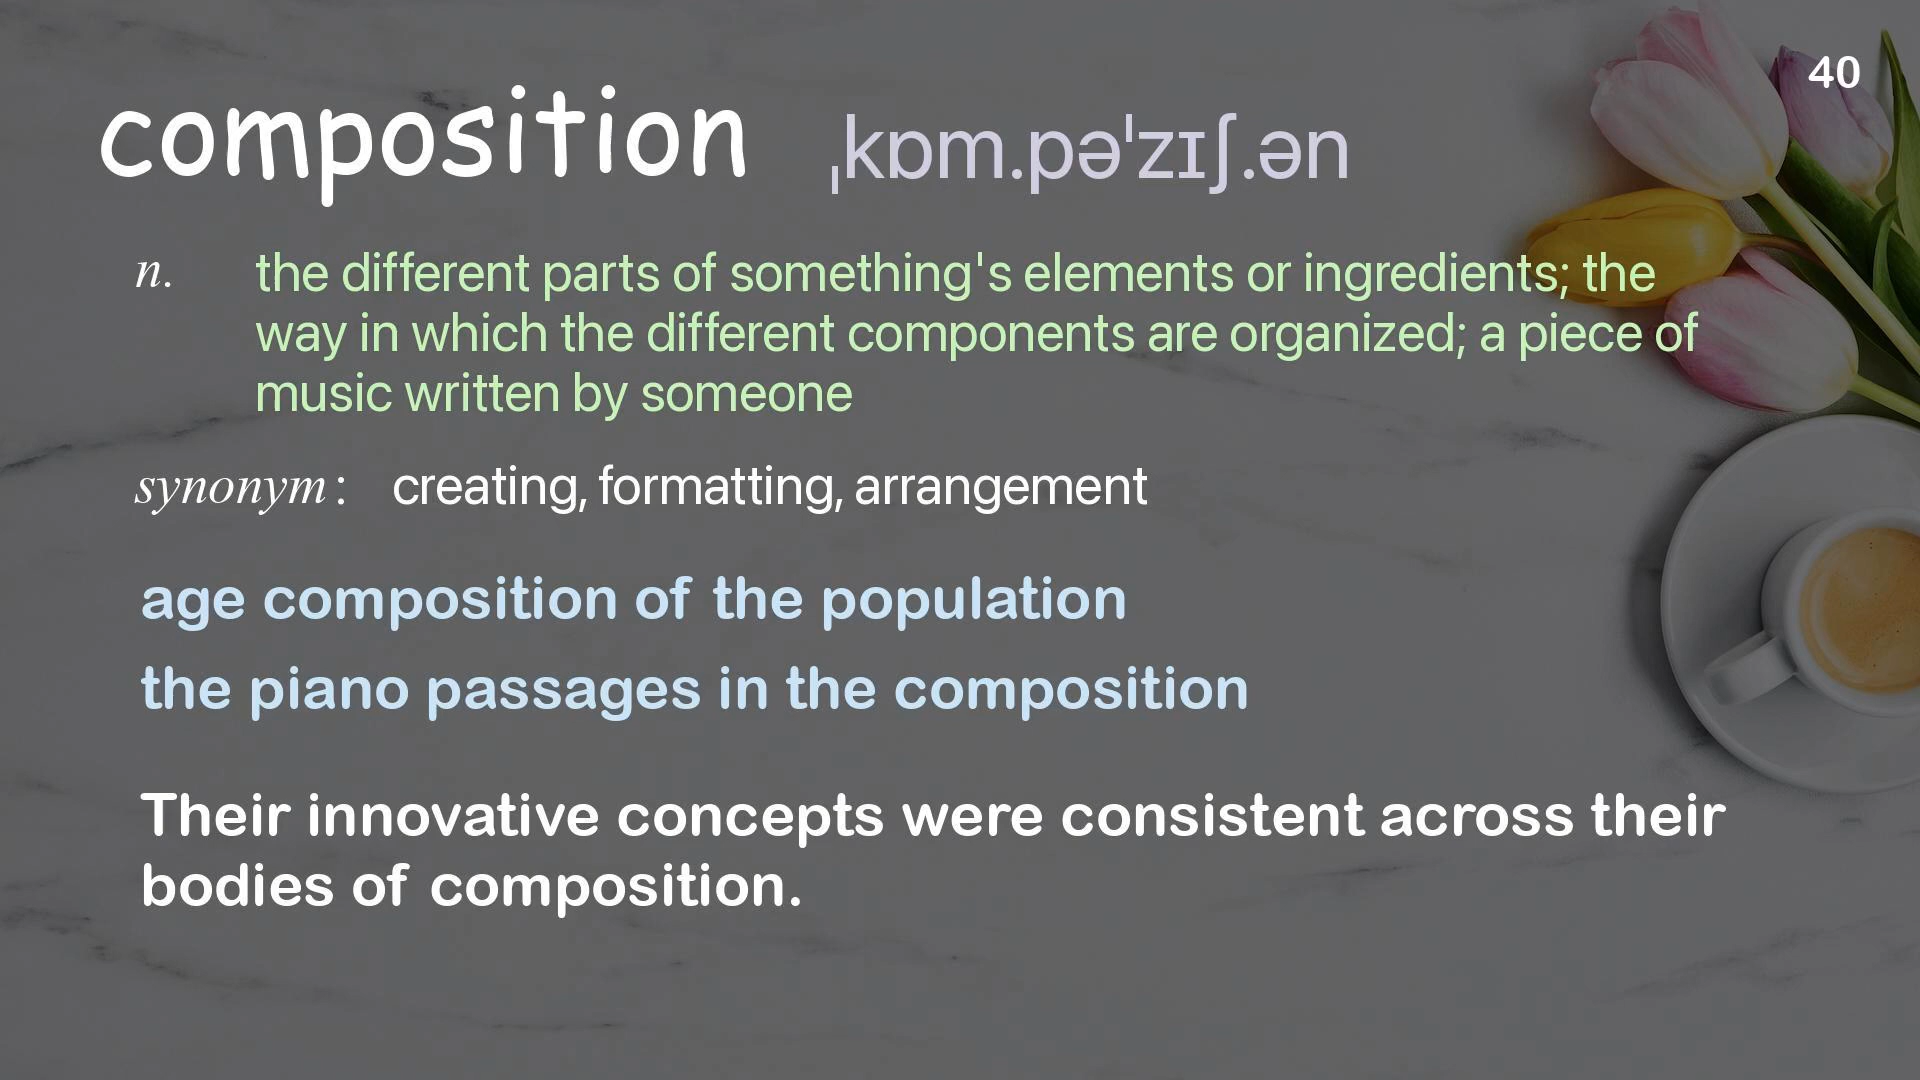 40
composition ˌkɒm.pəˈzɪʃ.ən
n. the different parts of something's elements or ingredients; the
way in which the different components are organized; a piece of
music written by someone
synonym: creating, formatting, arrangement
age composition of the population
the piano passages in the composition
Their innovative concepts were consistent across their
bodies of composition.